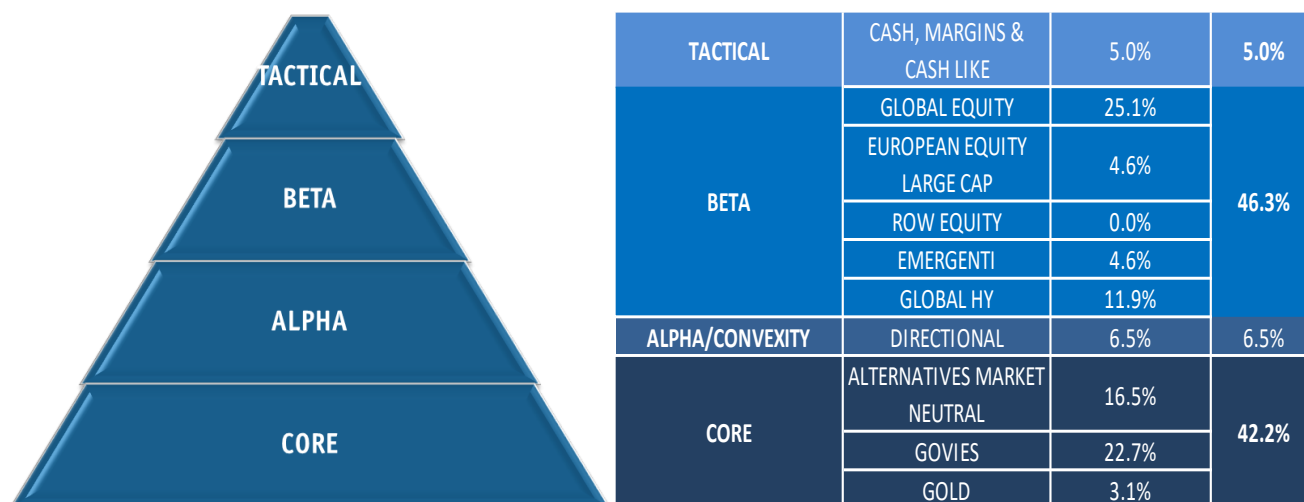 TACTICAL
BETA
ALPHA
CORE
TACTICAL
CASH, MARGINS &
CASH LIKE
5.0%
5.0%
BETA
GLOBAL EQUITY
25.1%
EUROPEAN EQUITY
LARGE CAP
4.6%
ROW EQUITY
0.0%
EMERGENTI
4.6%
GLOBAL HY
11.9%
46.3%
ALPHA/CONVEXITY
DIRECTIONAL
6.5%
6.5%
CORE
ALTERNATIVES MARKET
NEUTRAL
16.5%
GOVIES
22.7%
GOLD
3.1%
42.2%